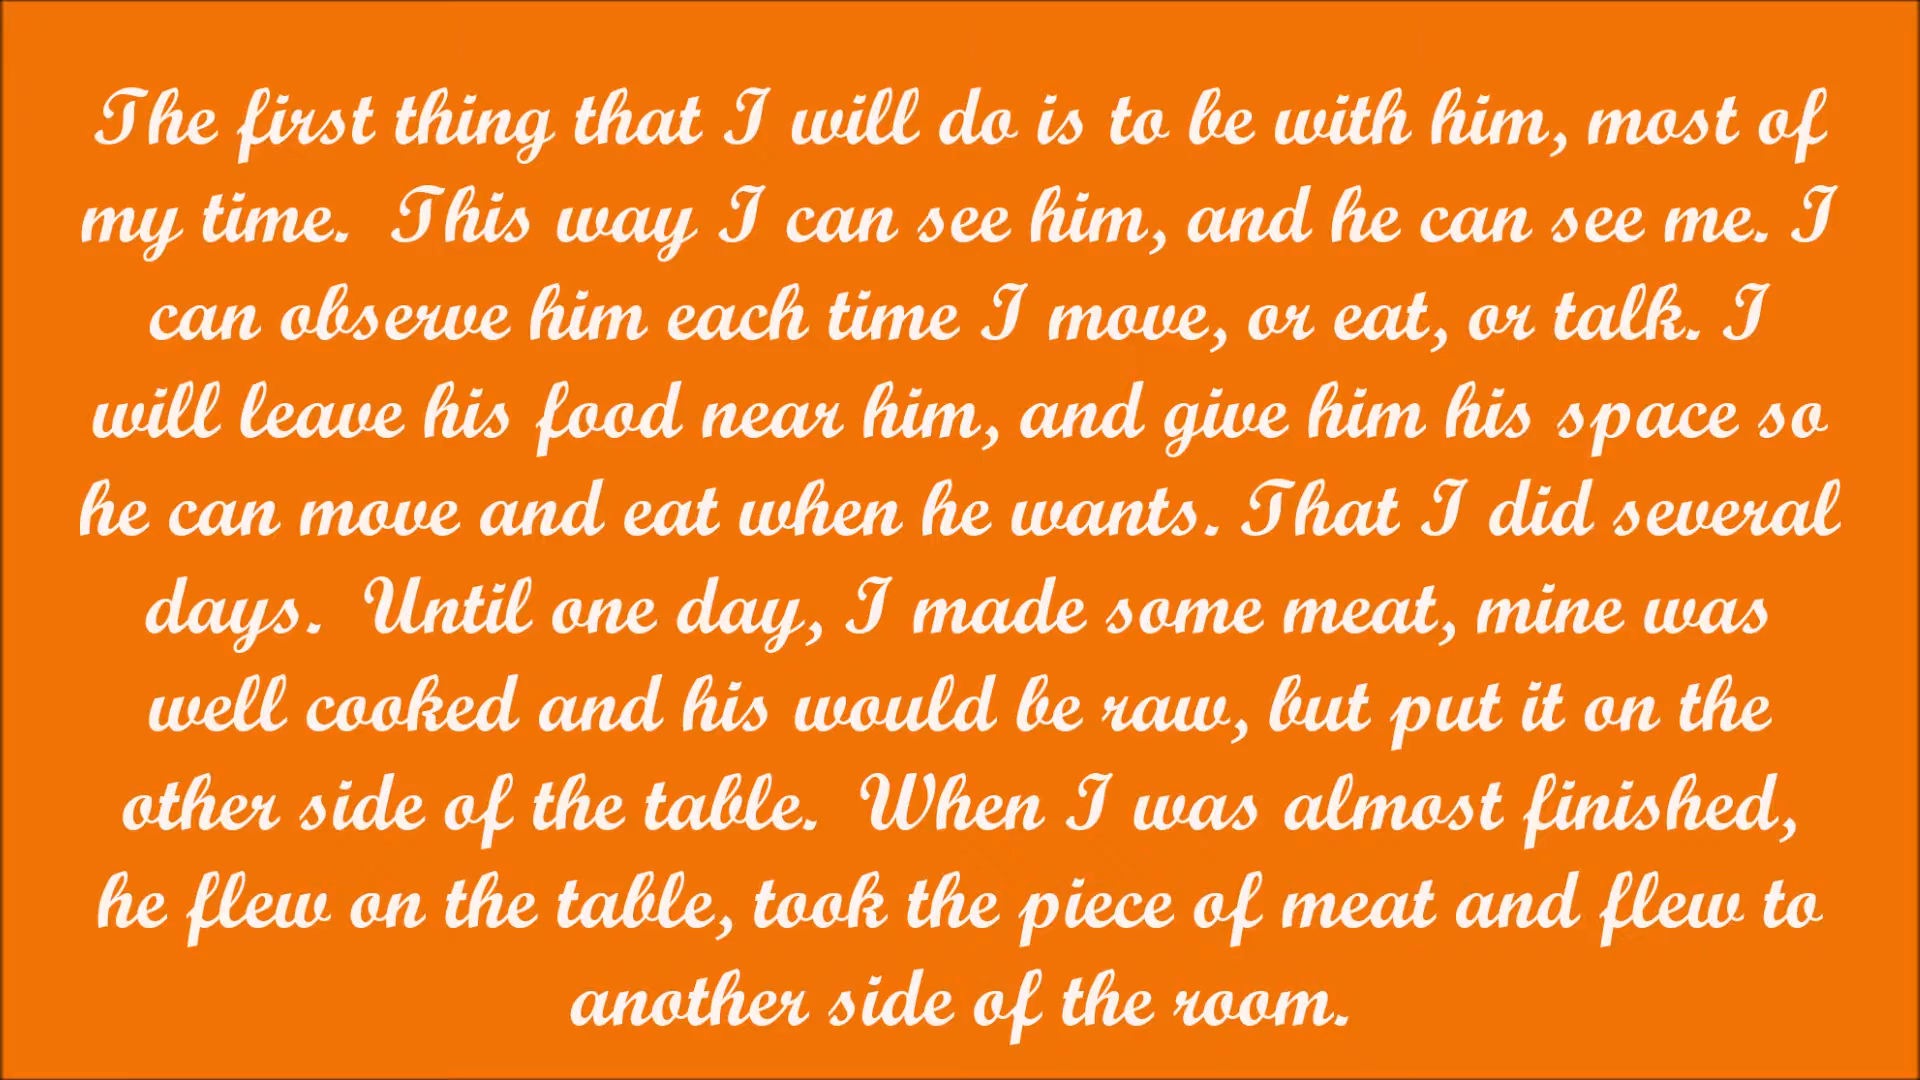 The first thing that I will do is to be with him, most of
my time.  This way I can see him, and he can see me. I
can observe him each time I move, or eat, or talk. I
will leave his food near him, and give him his space so
he can move and eat when he wants. That I did several
days.  Until one day, I made some meat, mine was
well cooked and his would be raw, but put it on the
other side of the table.  When I was almost finished,
he flew on the table, took the piece of meat and flew to
another side of the room.